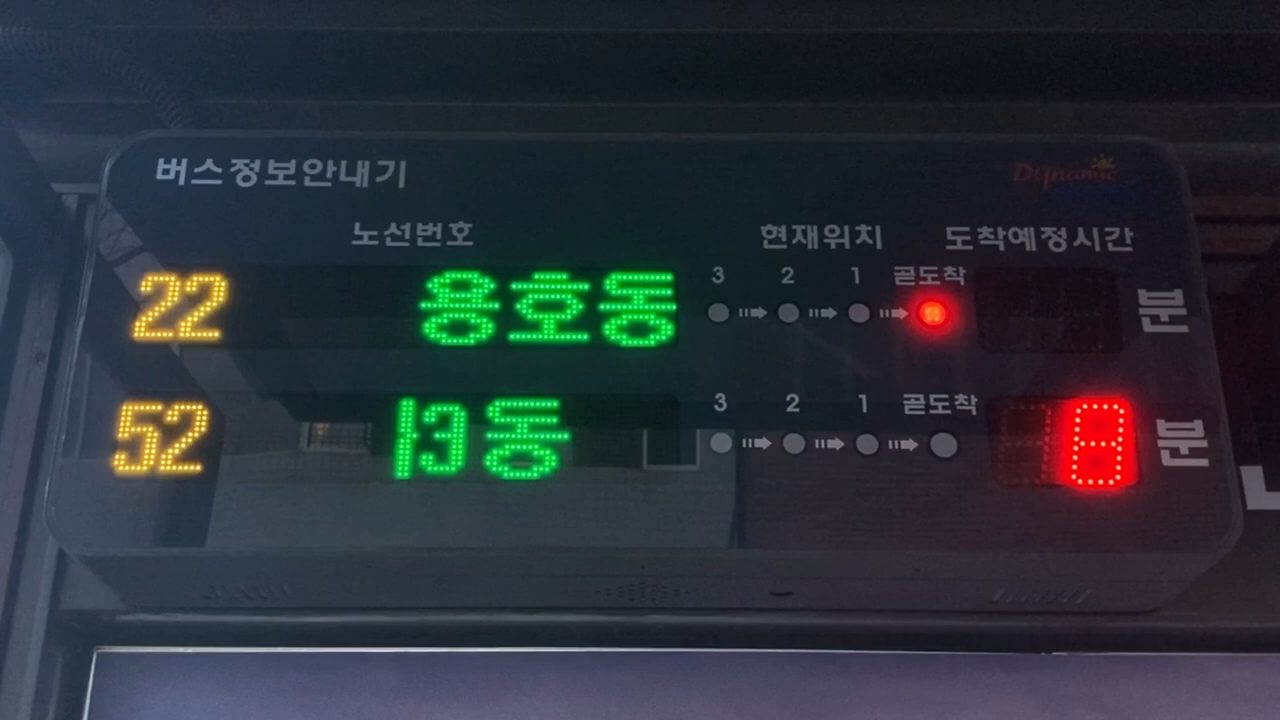 버스정보안내기
Dynamic
노선번호 현재위치 도착예정시간
22 용호동 3 2 1 곧도착 분
52 3동 3 2 1 곧도착 8 분